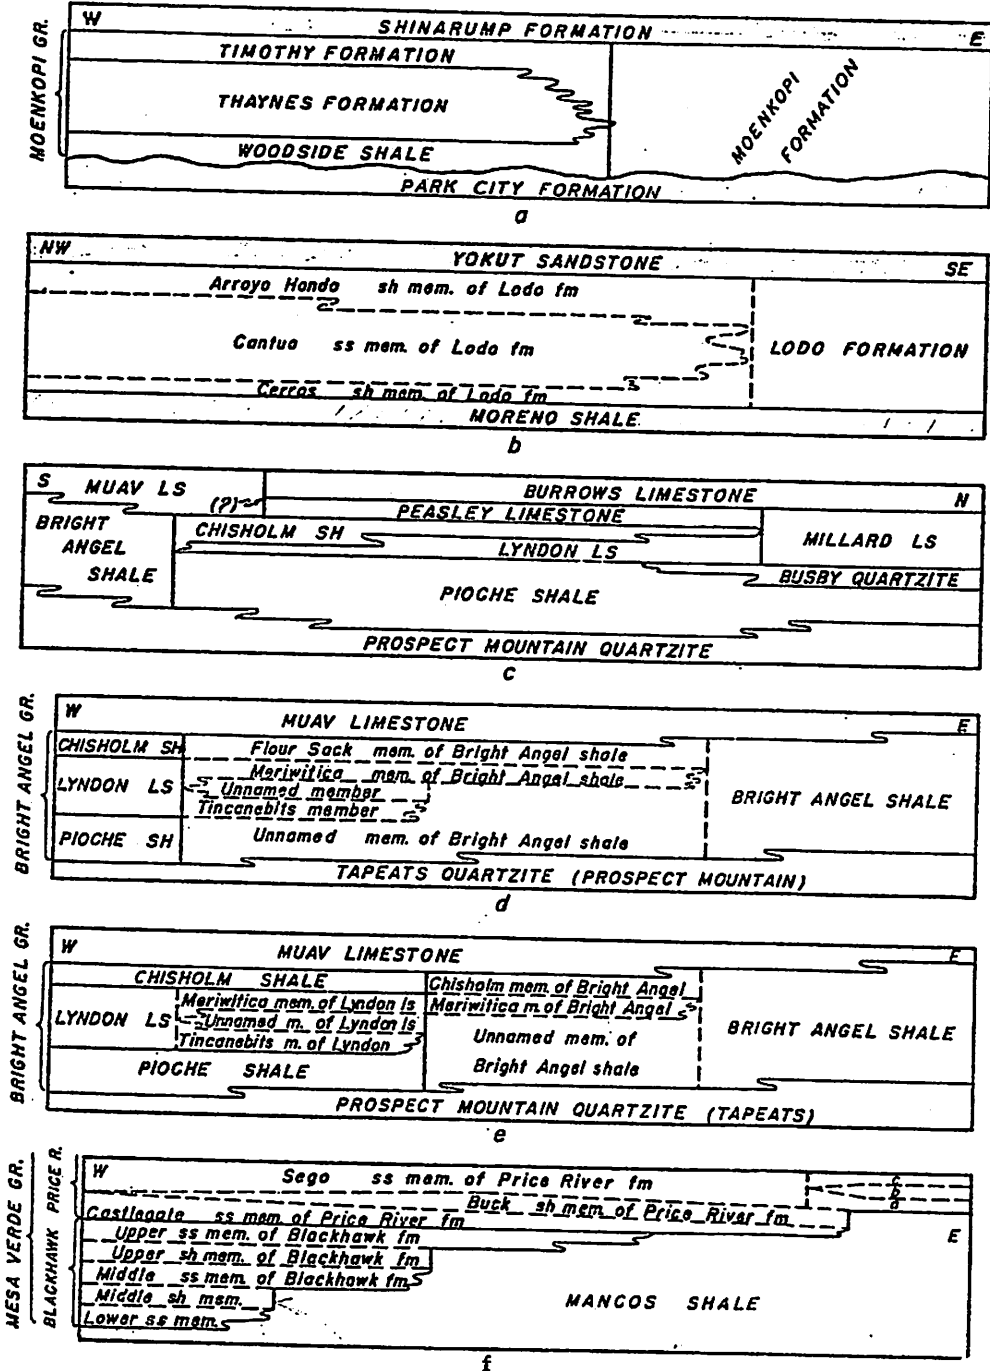 MOENKOPI GR.
W
SHINARUMP FORMATION
E
TIMOTHY FORMATION
THAYNES FORMATION
MOENKOPI
FORMATION
WOODSIDE SHALE
PARK CITY FORMATION
a
NW
YOKUT SANDSTONE
SE
Arroyo Hondo sh mem. of Lodo fm
Cantua ss mem. of Lodo fm
LODO FORMATION
Cerros sh mem. of Lodo fm
MORENO SHALE
b
S
MUAV LS
(?)
BURROWS LIMESTONE
N
PEASLEY LIMESTONE
BRIGHT
ANGEL
SHALE
CHISHOLM SH
LYNDON LS
MILLARD LS
BUSBY QUARTZITE
PIOCHE SHALE
PROSPECT MOUNTAIN QUARTZITE
c
BRIGHT ANGEL GR.
W
MUAV LIMESTONE
E
CHISHOLM SH
Flour Sack mem. of Bright Angel shale
LYNDON LS
Meriwitica mem. of Bright Angel shale
Unnamed member
Tincanebits member
BRIGHT ANGEL SHALE
PIOCHE SH
Unnamed mem. of Bright Angel shale
TAPEATS QUARTZITE (PROSPECT MOUNTAIN)
d
BRIGHT ANGEL GR.
W
MUAV LIMESTONE
E
CHISHOLM SHALE
Chisholm mem. of Bright Angel
LYNDON LS
Meriwitica mem. of Lyndon ls
Meriwitica m. of Bright Angel
Unnamed m. of Lyndon ls
Tincanebits m. of Lyndon
Unnamed mem. of
Bright Angel shale
BRIGHT ANGEL SHALE
PIOCHE SHALE
PROSPECT MOUNTAIN QUARTZITE (TAPEATS)
e
MESA VERDE GR.
BLACKHAWK
PRICE R.
W
Sego ss mem. of Price River fm
c
b
a
Buck sh mem. of Price River fm
Castlegate ss mem of Price River fm
E
Upper ss mem. of Blackhawk fm
Upper sh mem. of Blackhawk fm
Middle ss mem. of Blackhawk fm
Middle sh mem.
Lower ss mem.
MANCOS SHALE
f